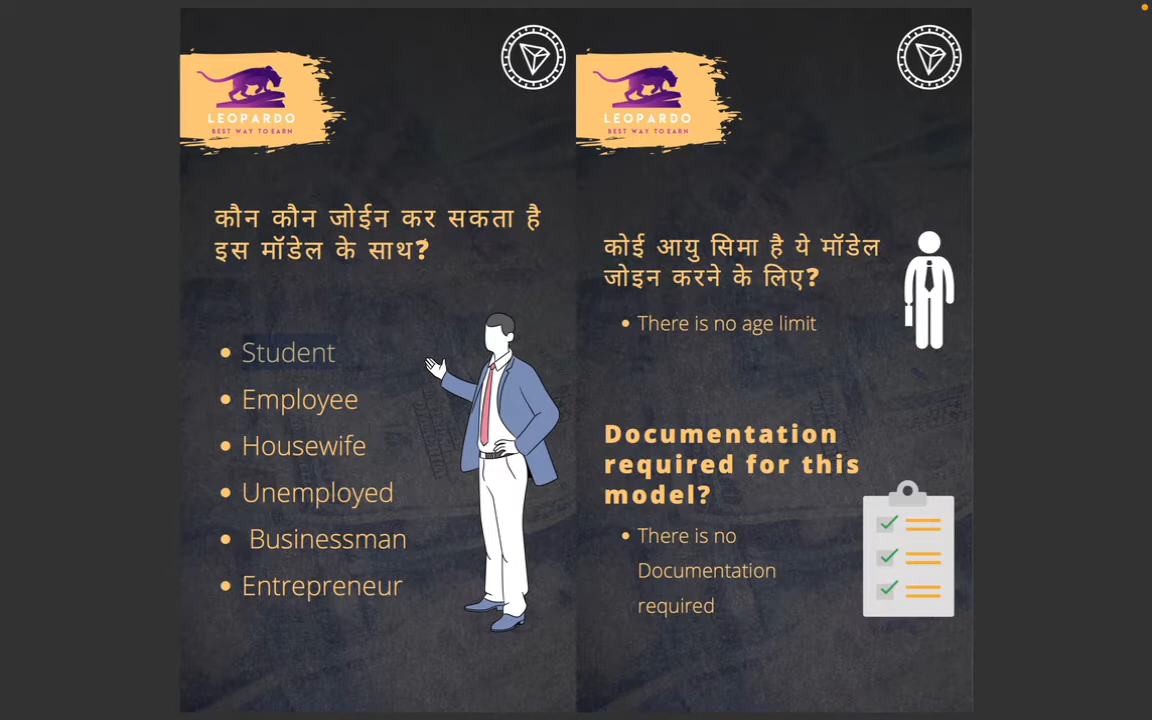 LEOPARDO
BEST WAY TO EARN
कौन कौन जोईन कर सकता है
इस मॉडेल के साथ?
Student
Employee
Housewife
Unemployed
Businessman
Entrepreneur
LEOPARDO
BEST WAY TO EARN
कोई आयु सिमा है ये मॉडेल
जोइन करने के लिए?
There is no age limit
Documentation
required for this
model?
There is no
Documentation
required